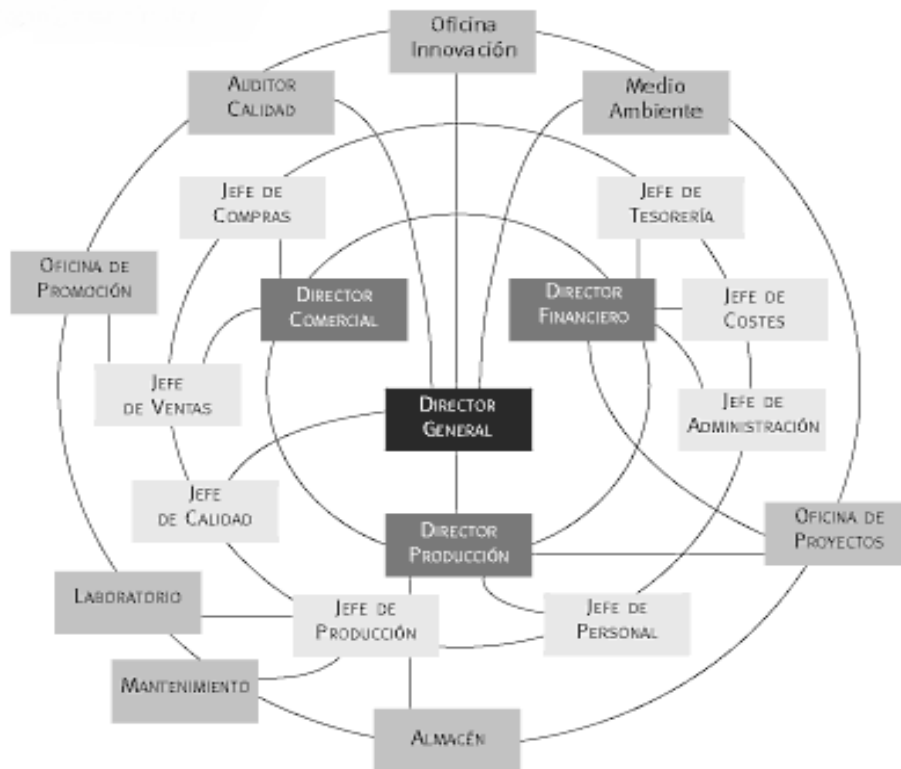 Oficina
Innovación
AUDITOR
CALIDAD
Medio
Ambiente
JEFE DE
COMPRAS
JEFE DE
TESORERÍA
OFICINA DE
PROMOCIÓN
DIRECTOR
COMERCIAL
DIRECTOR
FINANCIERO
JEFE DE
COSTES
JEFE
DE VENTAS
DIRECTOR
GENERAL
JEFE DE
ADMINISTRACIÓN
JEFE
DE CALIDAD
DIRECTOR
PRODUCCIÓN
OFICINA DE
PROYECTOS
LABORATORIO
JEFE DE
PRODUCCIÓN
JEFE DE
PERSONAL
MANTENIMIENTO
ALMACÉN